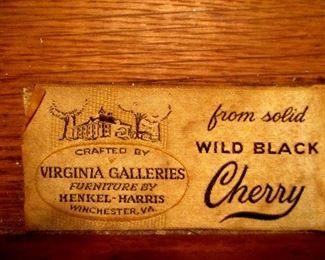 CRAFTED BY
VIRGINIA GALLERIES
FURNITURE BY
HENKEL-HARRIS
WINCHESTER, VA.
from solid
WILD BLACK
Cherry